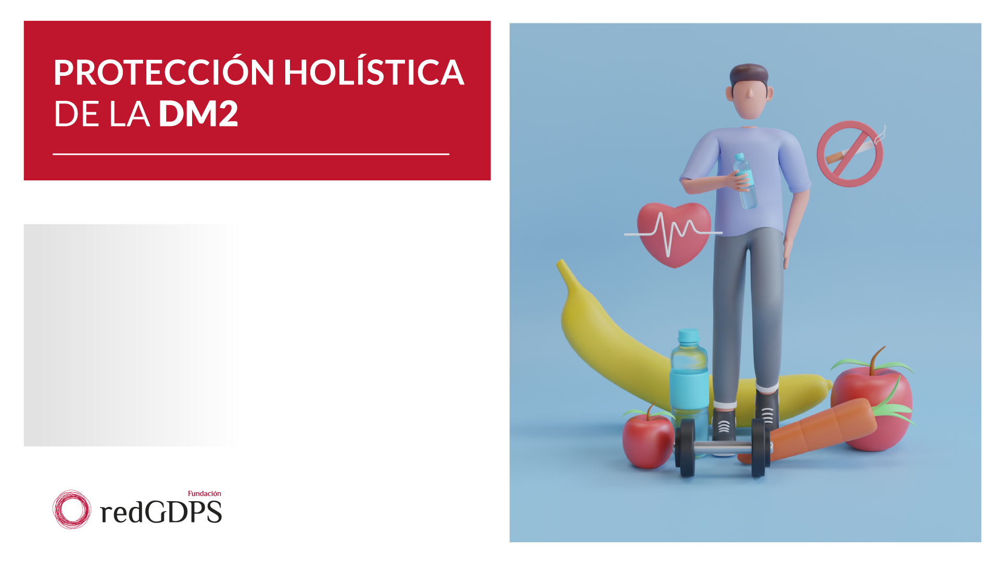 PROTECCIÓN HOLÍSTICA
DE LA DM2
Fundación
redGDPS